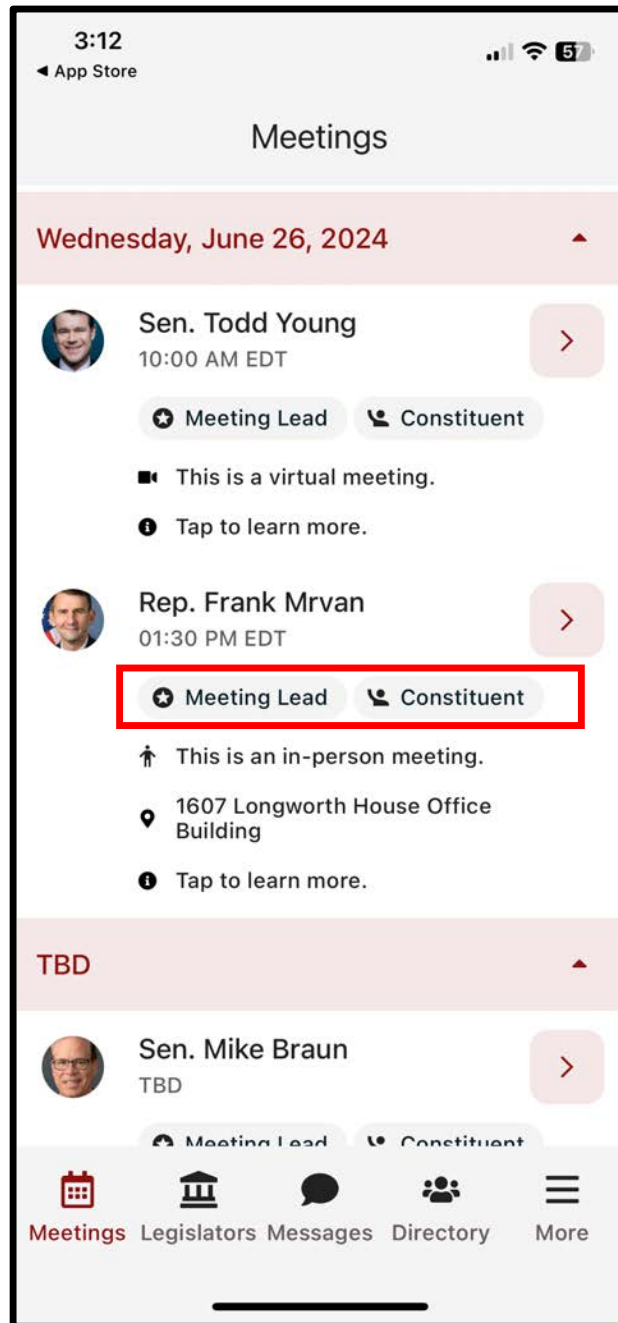 3:12
◀ App Store
57
Meetings
Wednesday, June 26, 2024
Sen. Todd Young
10:00 AM EDT
Meeting Lead Constituent
This is a virtual meeting.
Tap to learn more.
Rep. Frank Mrvan
01:30 PM EDT
Meeting Lead Constituent
This is an in-person meeting.
1607 Longworth House Office
Building
Tap to learn more.
TBD
Sen. Mike Braun
TBD
Meeting Lead Constituent
Meetings Legislators Messages Directory More